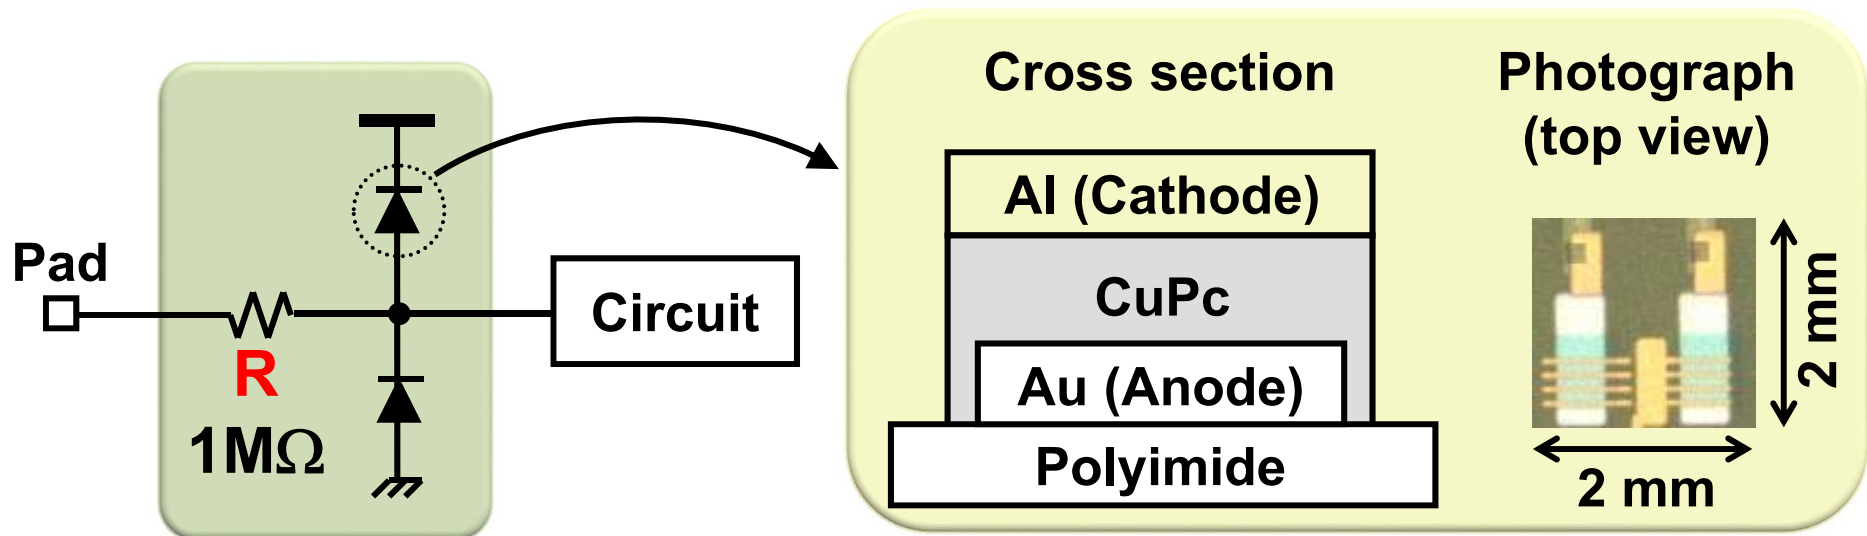 Pad
R
1MΩ
Circuit
Cross section
Al (Cathode)
CuPc
Au (Anode)
Polyimide
Photograph
(top view)
2 mm
2 mm